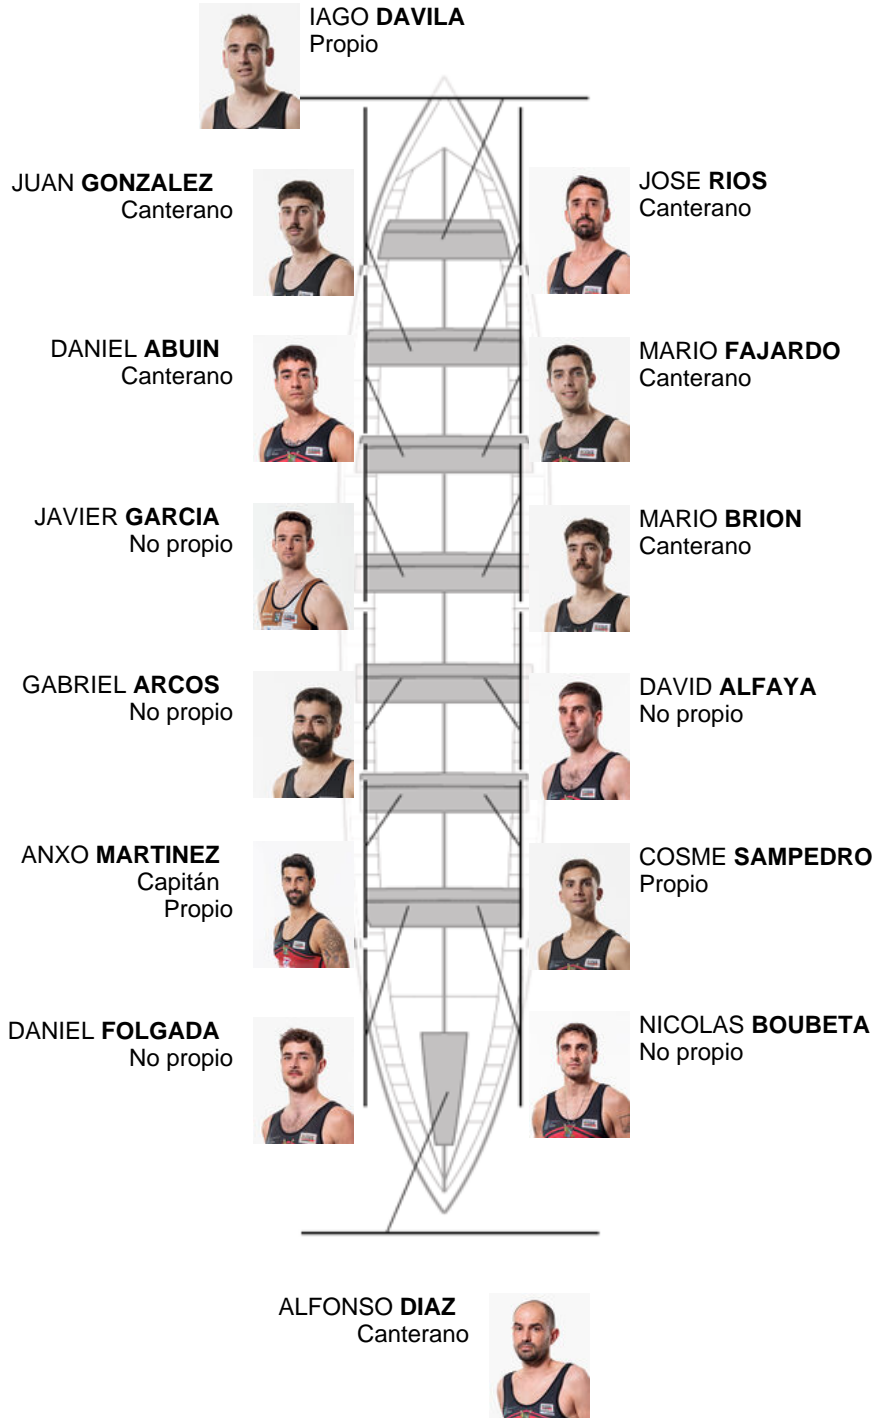 IAGO DAVILA
Propio
JUAN GONZALEZ
Canterano
JOSE RIOS
Canterano
DANIEL ABUIN
Canterano
MARIO FAJARDO
Canterano
JAVIER GARCIA
No propio
MARIO BRION
Canterano
GABRIEL ARCOS
No propio
DAVID ALFAYA
No propio
ANXO MARTINEZ
Capitán
Propio
COSME SAMPEDRO
Propio
DANIEL FOLGADA
No propio
NICOLAS BOUBETA
No propio
ALFONSO DIAZ
Canterano